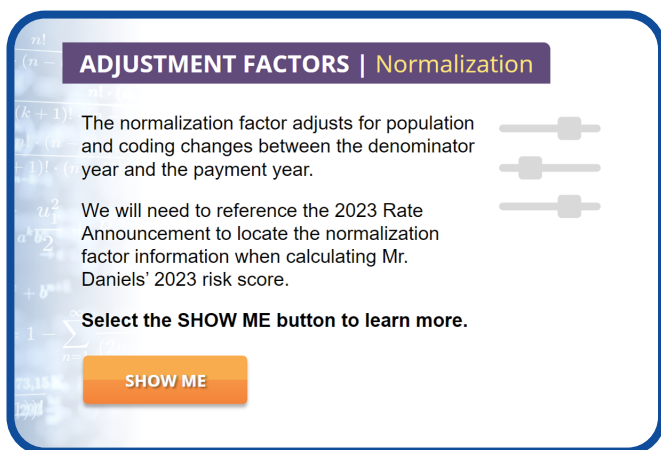 ADJUSTMENT FACTORS | Normalization
The normalization factor adjusts for population
and coding changes between the denominator
year and the payment year.
We will need to reference the 2023 Rate
Announcement to locate the normalization
factor information when calculating Mr.
Daniels’ 2023 risk score.
Select the SHOW ME button to learn more.
SHOW ME